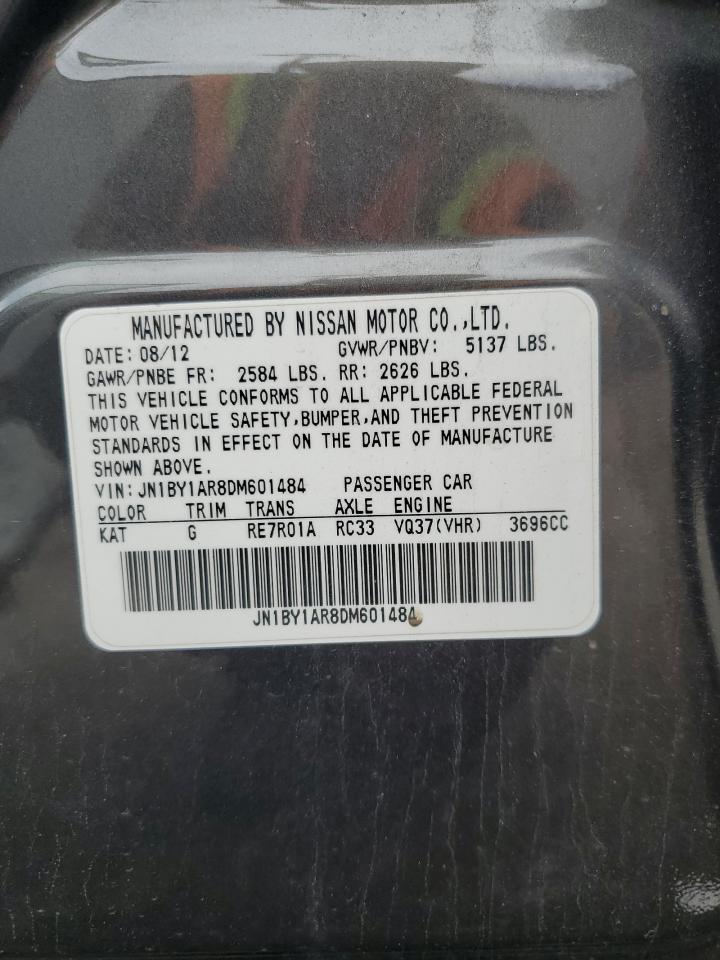 MANUFACTURED BY NISSAN MOTOR CO.,LTD.
DATE: 08/12 GVWR/PNBV: 5137 LBS.
GAWR/PNBE FR: 2584 LBS. RR: 2626 LBS.
THIS VEHICLE CONFORMS TO ALL APPLICABLE FEDERAL
MOTOR VEHICLE SAFETY,BUMPER,AND THEFT PREVENTION
STANDARDS IN EFFECT ON THE DATE OF MANUFACTURE
SHOWN ABOVE.
VIN: JN1BY1AR8DM601484 PASSENGER CAR
COLOR TRIM TRANS AXLE ENGINE
KAT G RE7R01A RC33 VQ37(VHR) 3696CC
JN1BY1AR8DM601484